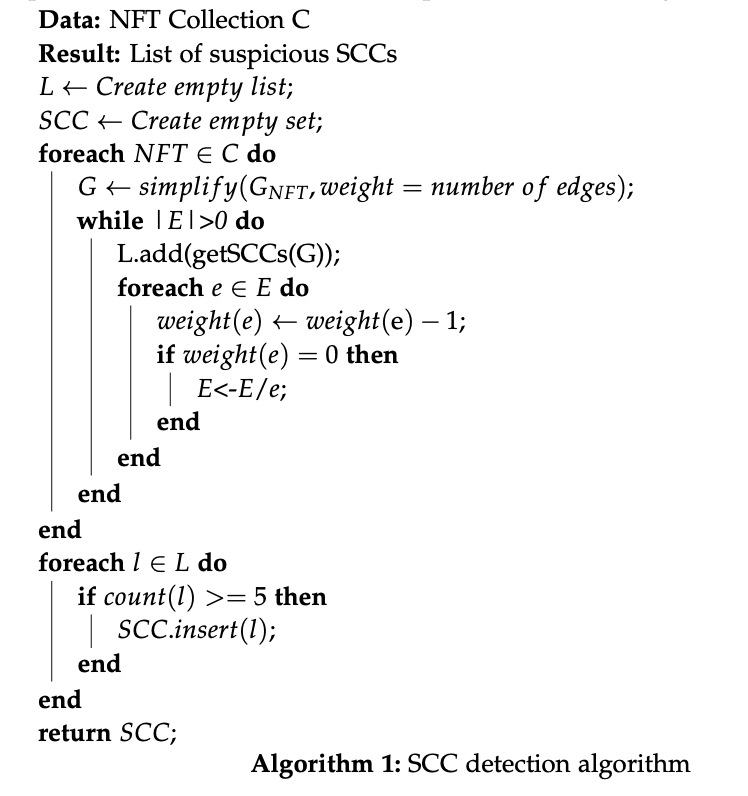 Data: NFT Collection C
Result: List of suspicious SCCs
L ← Create empty list;
SCC ← Create empty set;
foreach NFT ∈ C do
G ← simplify(G_NFT, weight = number of edges);
while |E|>0 do
L.add(getSCCs(G));
foreach e ∈ E do
weight(e) ← weight(e) − 1;
if weight(e) = 0 then
E<-E/e;
end
end
end
end
foreach l ∈ L do
if count(l) >= 5 then
SCC.insert(l);
end
end
return SCC;
Algorithm 1: SCC detection algorithm